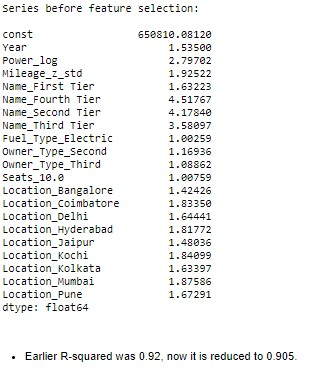 Series before feature selection:
const 650810.08120
Year 1.53500
Power_log 2.79702
Mileage_z_std 1.92522
Name_First Tier 1.63223
Name_Fourth Tier 4.51767
Name_Second Tier 4.17840
Name_Third Tier 3.58097
Fuel_Type_Electric 1.00259
Owner_Type_Second 1.16936
Owner_Type_Third 1.08862
Seats_10.0 1.00759
Location_Bangalore 1.42426
Location_Coimbatore 1.83350
Location_Delhi 1.64441
Location_Hyderabad 1.81772
Location_Jaipur 1.48036
Location_Kochi 1.84099
Location_Kolkata 1.63397
Location_Mumbai 1.87586
Location_Pune 1.67291
dtype: float64
• Earlier R-squared was 0.92, now it is reduced to 0.905.